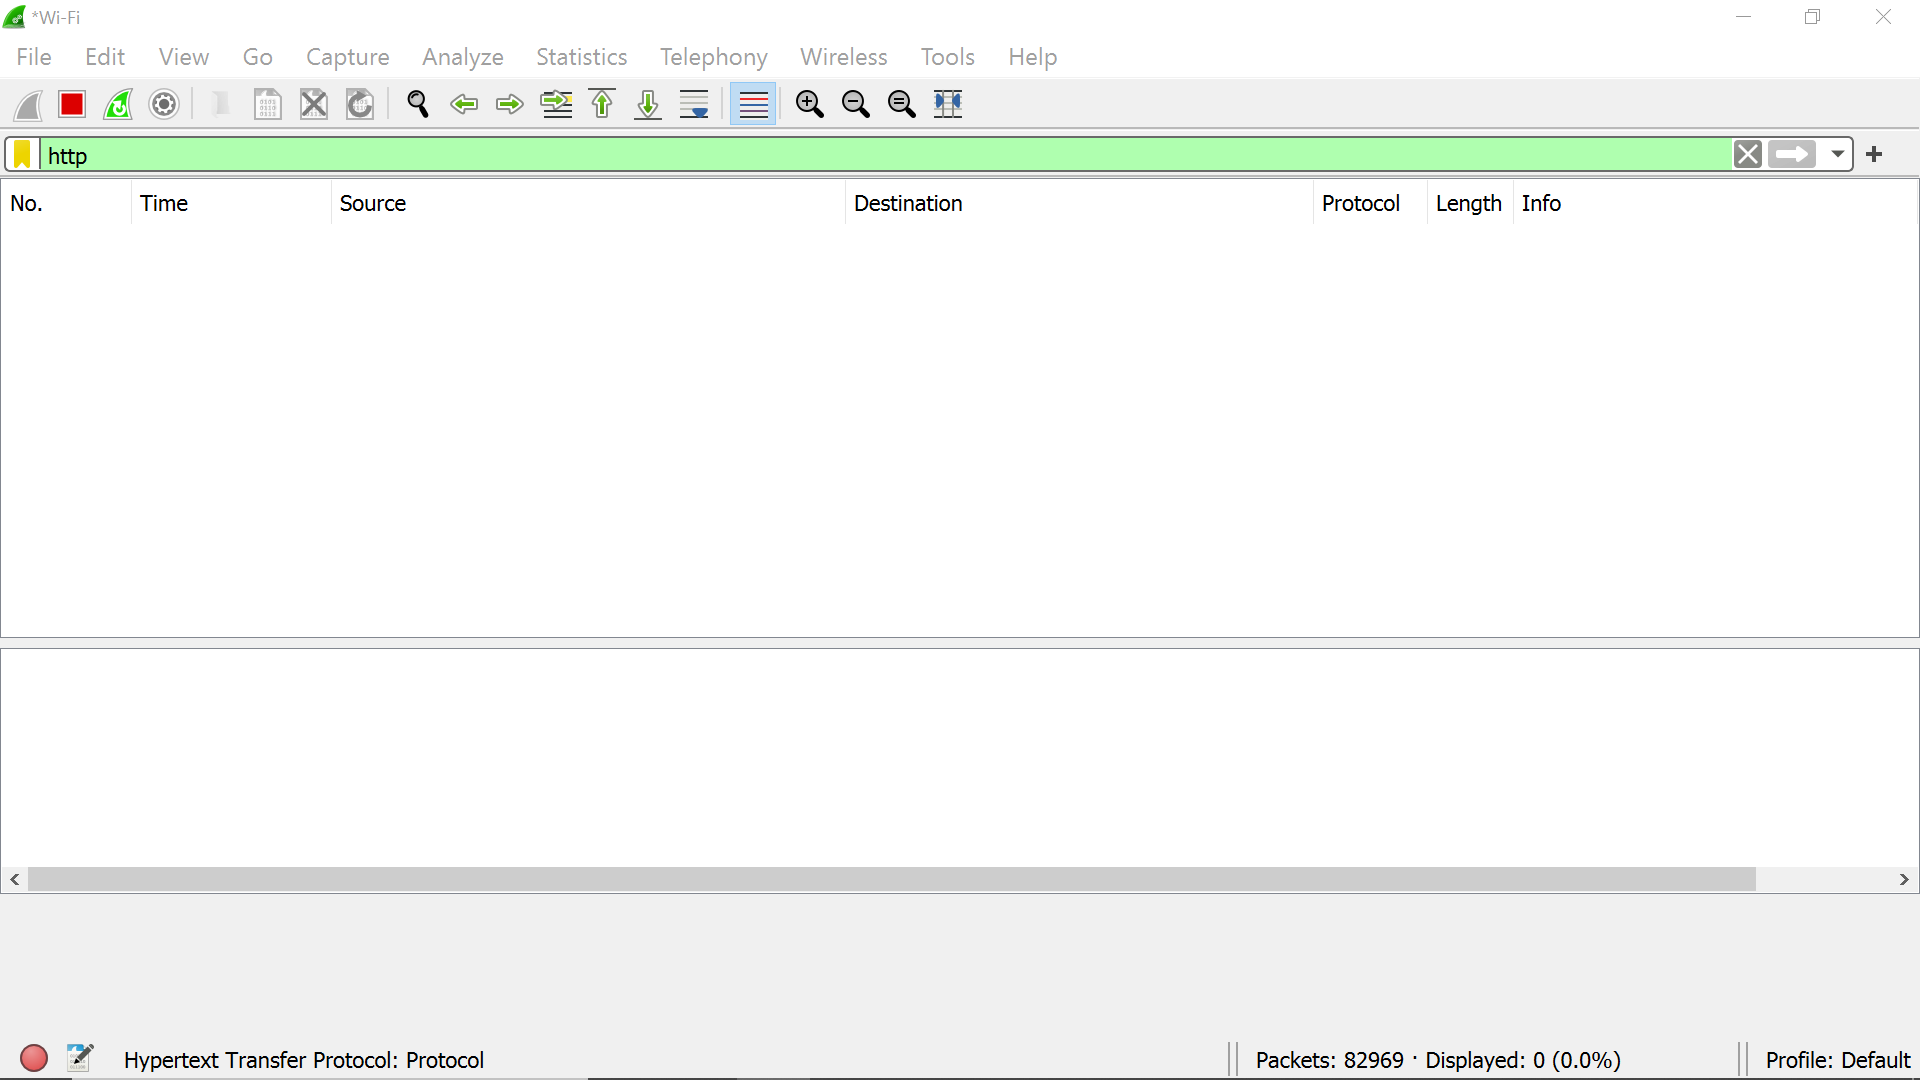 *Wi-Fi
File Edit View Go Capture Analyze Statistics Telephony Wireless Tools Help
http
No. Time Source Destination Protocol Length Info
Hypertext Transfer Protocol: Protocol Packets: 82969 · Displayed: 0 (0.0%) Profile: Default